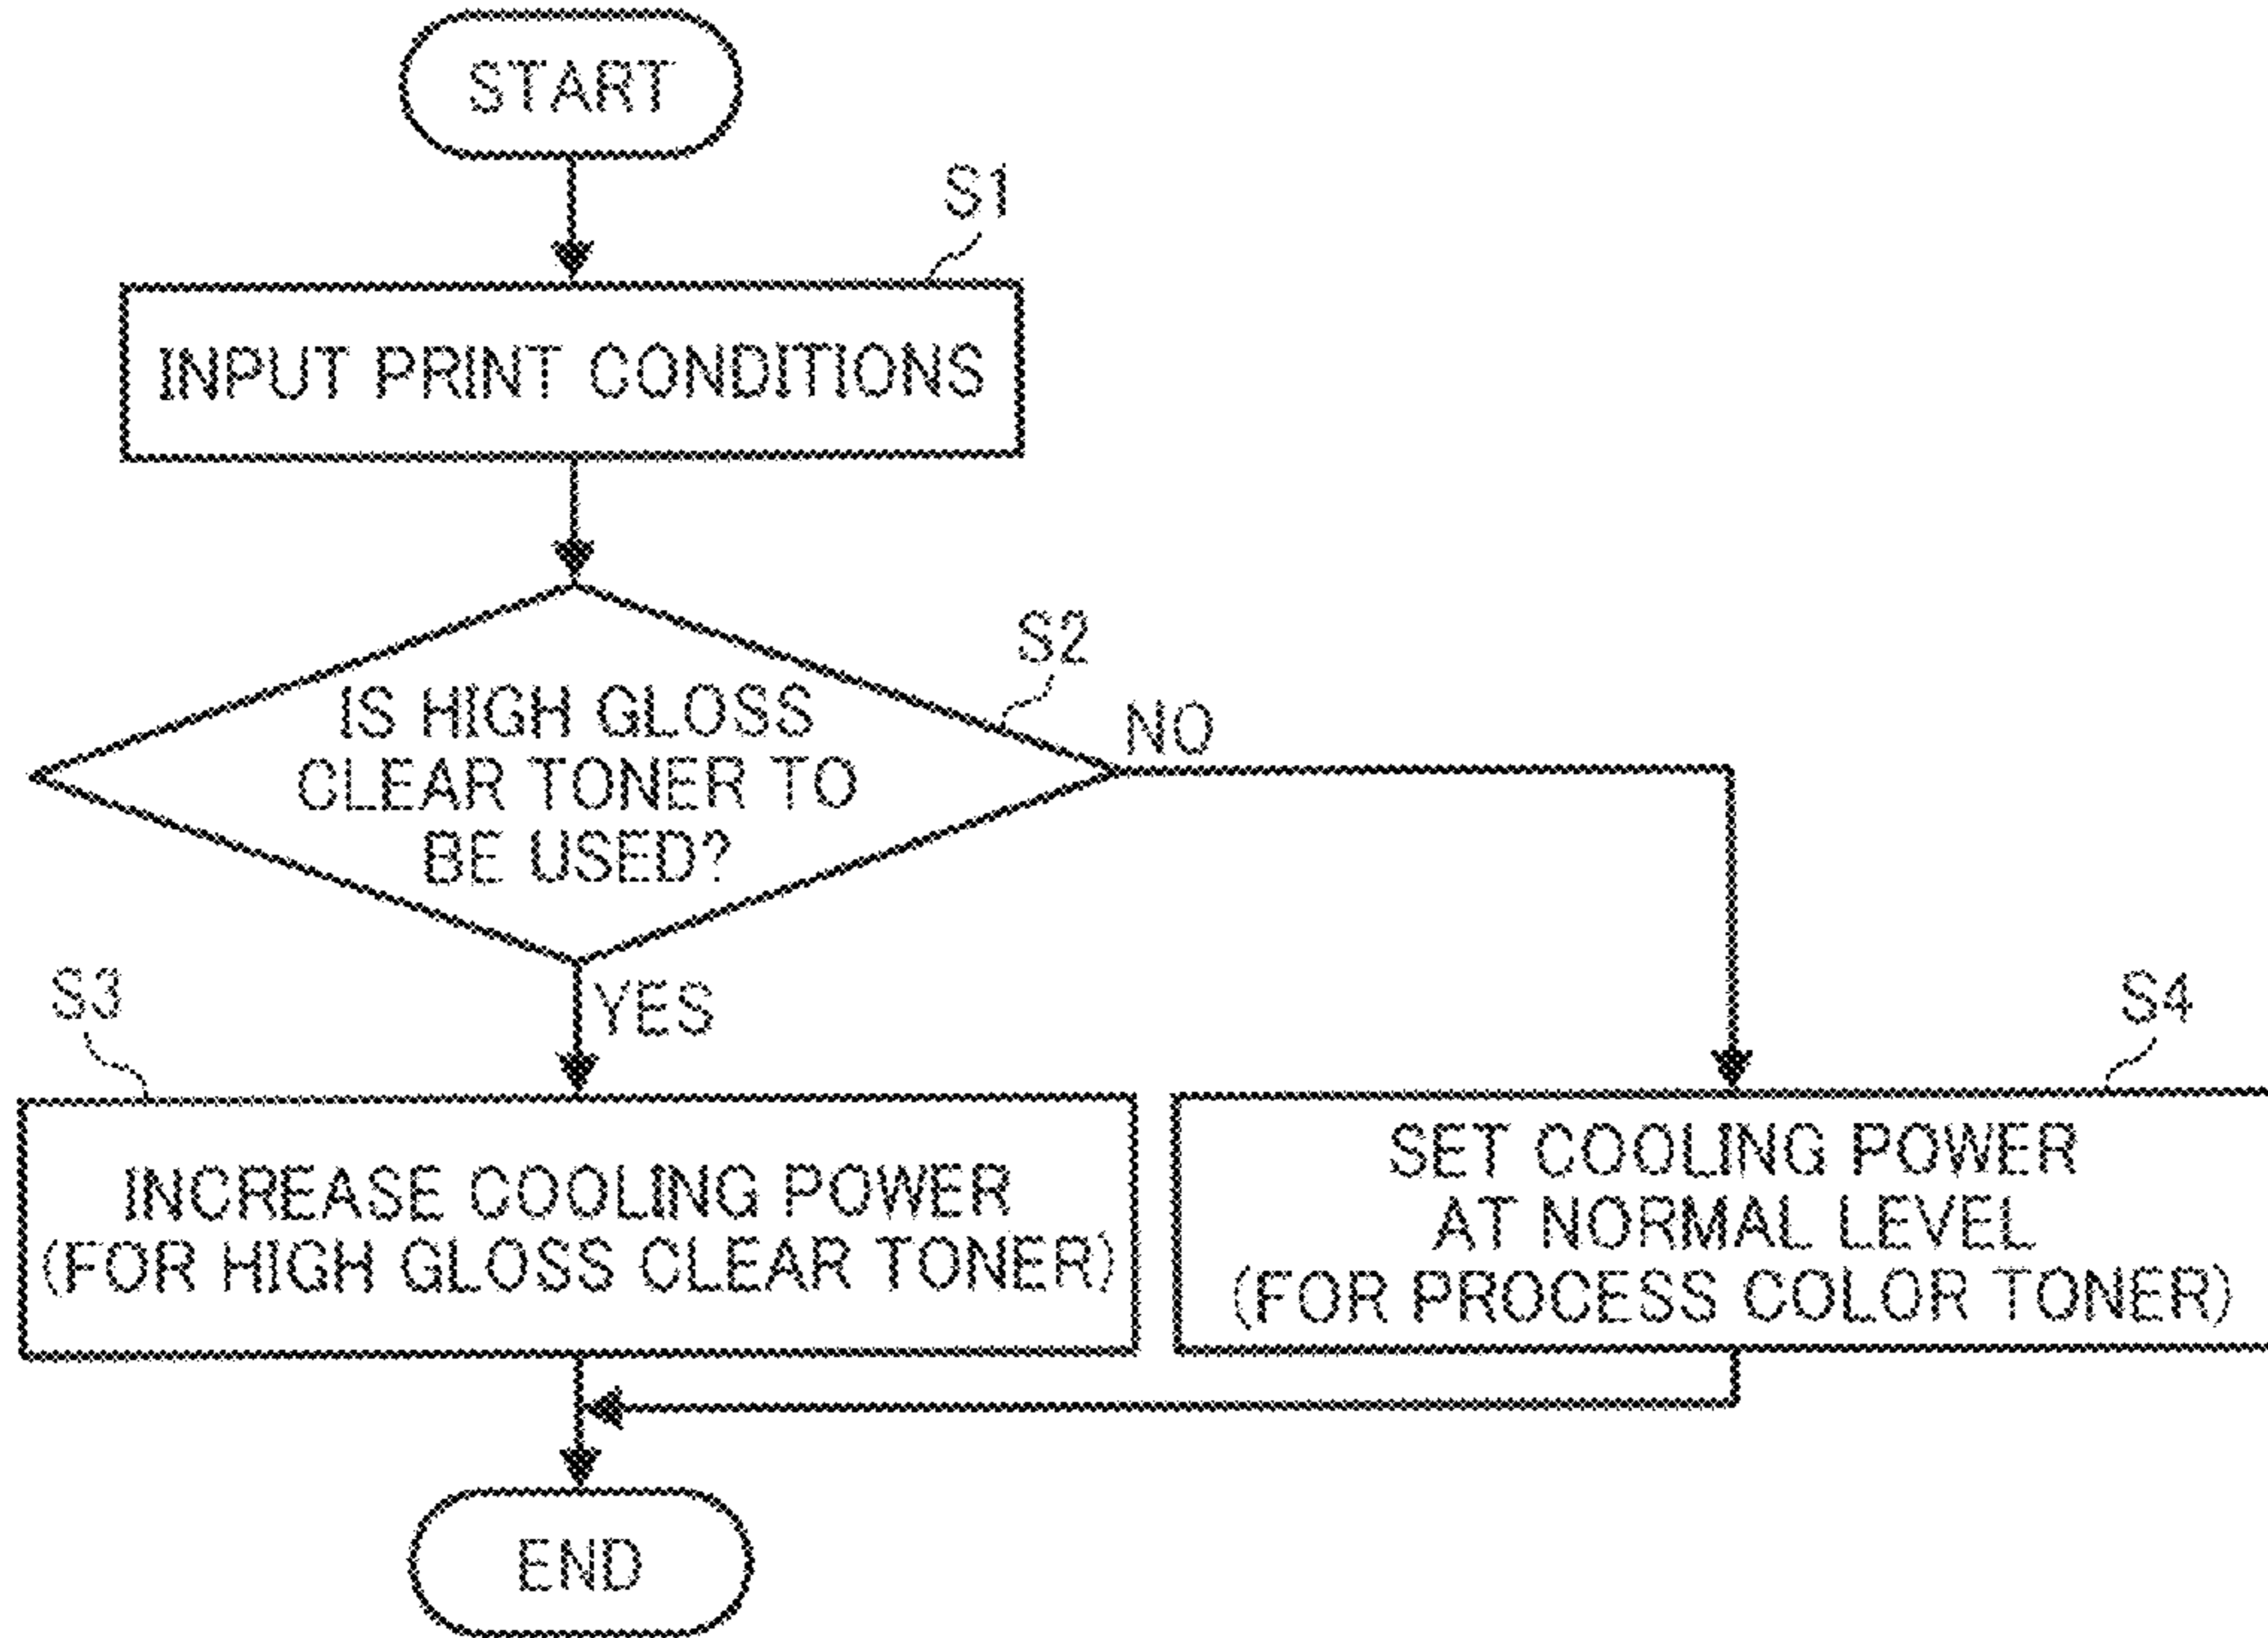 START
S1
INPUT PRINT CONDITIONS
S2
IS HIGH GLOSS
CLEAR TONER TO
BE USED?
NO
YES
S3
INCREASE COOLING POWER
(FOR HIGH GLOSS CLEAR TONER)
S4
SET COOLING POWER
AT NORMAL LEVEL
(FOR PROCESS COLOR TONER)
END